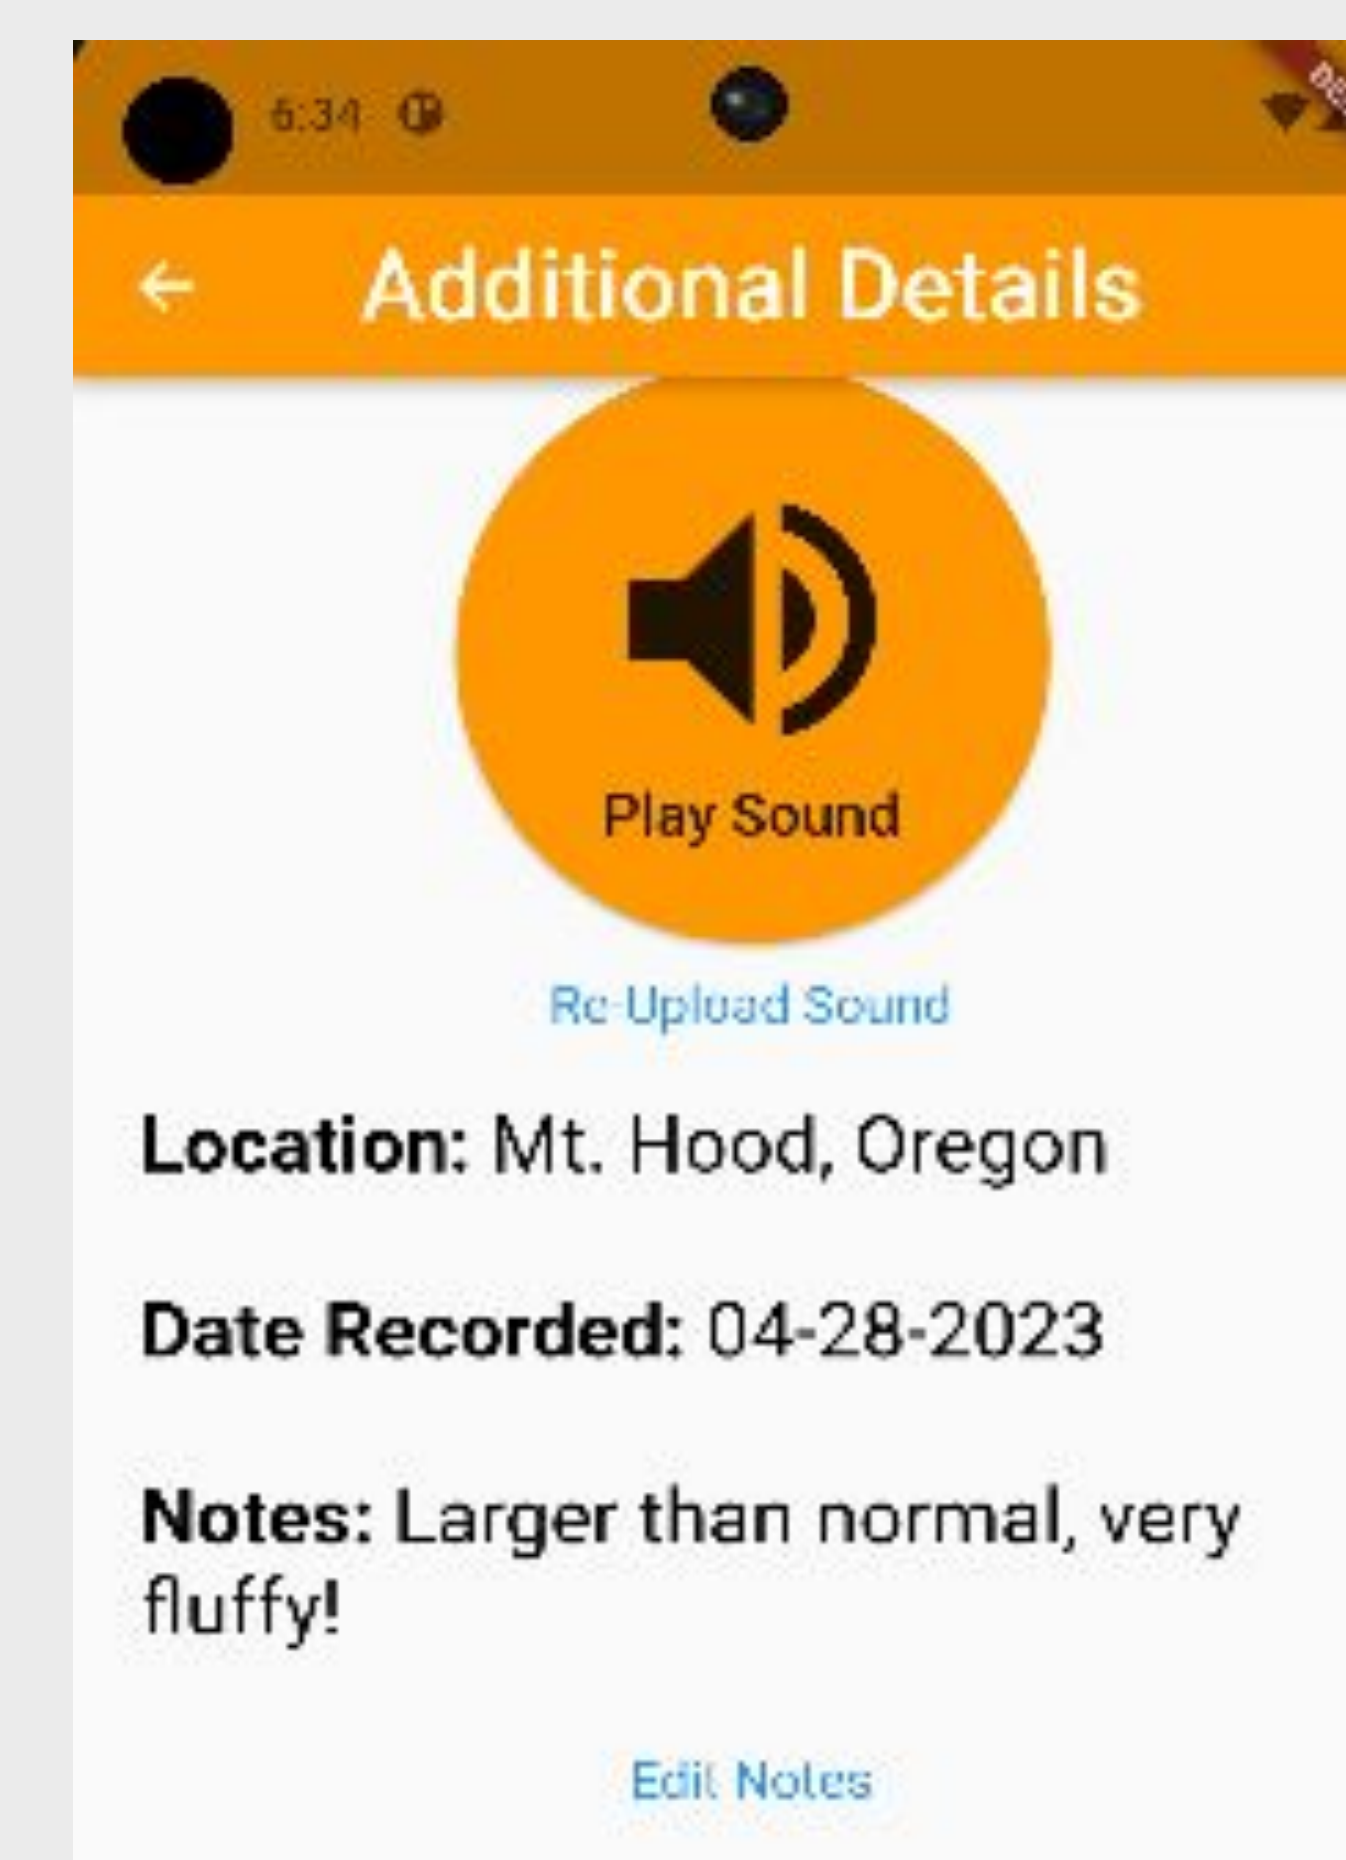 6:34
Additional Details
Play Sound
Re-Upload Sound
Location: Mt. Hood, Oregon
Date Recorded: 04-28-2023
Notes: Larger than normal, very
fluffy!
Edit Notes